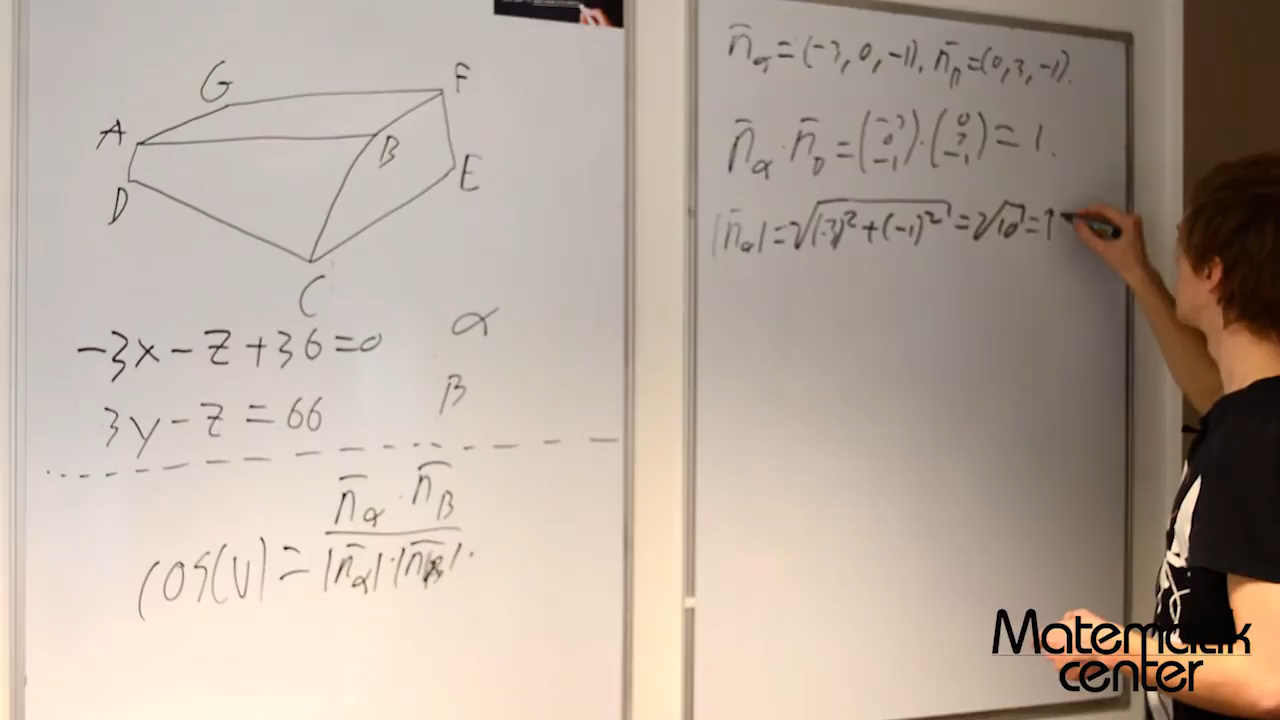 G
F
A
B
D
E
C
-3x - z + 36 = 0 α
3y - z = 66 β
cos(v) = n̄α · n̄β / |n̄α| · |n̄β|.
n̄α = (-3, 0, -1), n̄β = (0, 3, -1).
n̄α · n̄β = (-3 0 -1) · (0 3 -1) = 1.
|n̄α| = √((-3)² + (-1)²) = √10 = 1
Matematik
center